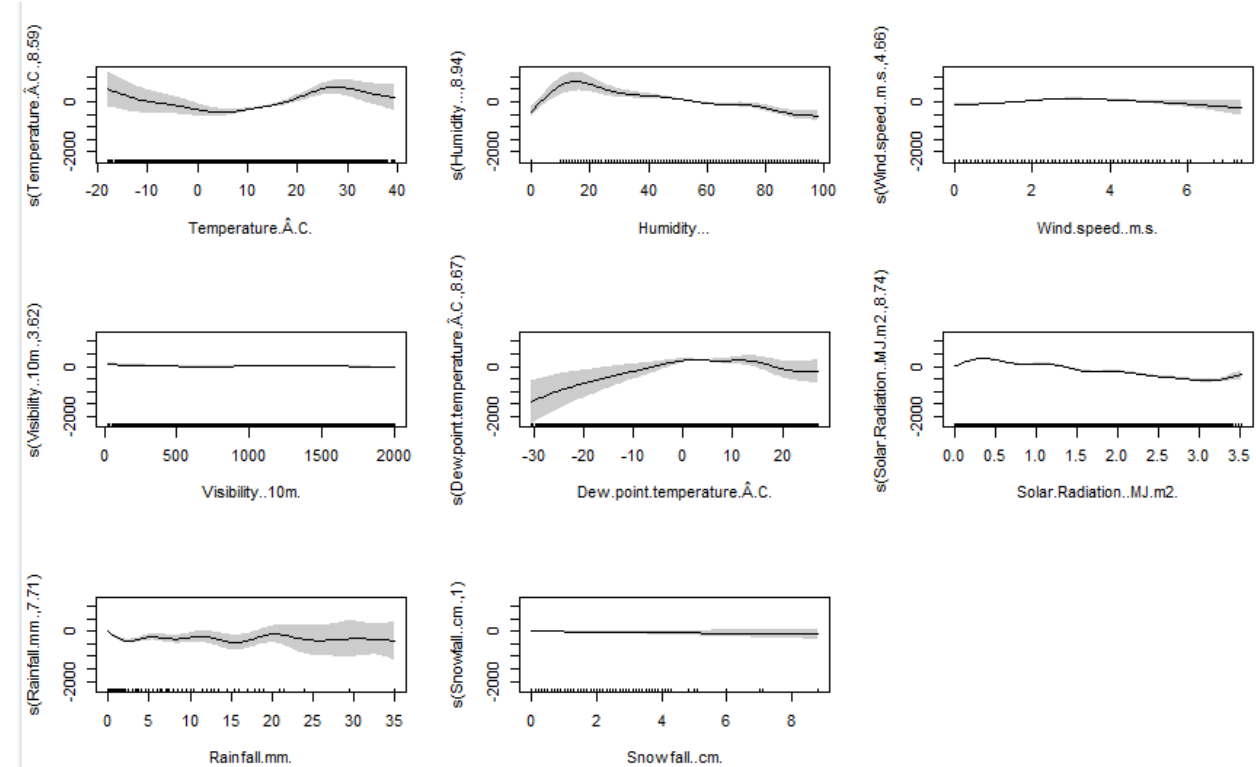 s(Temperature.Â.C.,8.59)
0
-2000
-20 -10 0 10 20 30 40
Temperature.Â.C.
s(Humidity...,8.94)
0
-2000
0 20 40 60 80 100
Humidity...
s(Wind.speed..m.s.,4.66)
0
-2000
0 2 4 6
Wind.speed..m.s.
s(Visibility..10m.,3.62)
0
-2000
0 500 1000 1500 2000
Visibility..10m.
s(Dew.point.temperature.Â.C.,8.67)
0
-2000
-30 -20 -10 0 10 20
Dew.point.temperature.Â.C.
s(Solar.Radiation..MJ.m2.,8.74)
0
-2000
0.0 0.5 1.0 1.5 2.0 2.5 3.0 3.5
Solar.Radiation..MJ.m2.
s(Rainfall.mm.,7.71)
0
-2000
0 5 10 15 20 25 30 35
Rainfall.mm.
s(Snowfall..cm.,1)
0
-2000
0 2 4 6 8
Snowfall..cm.